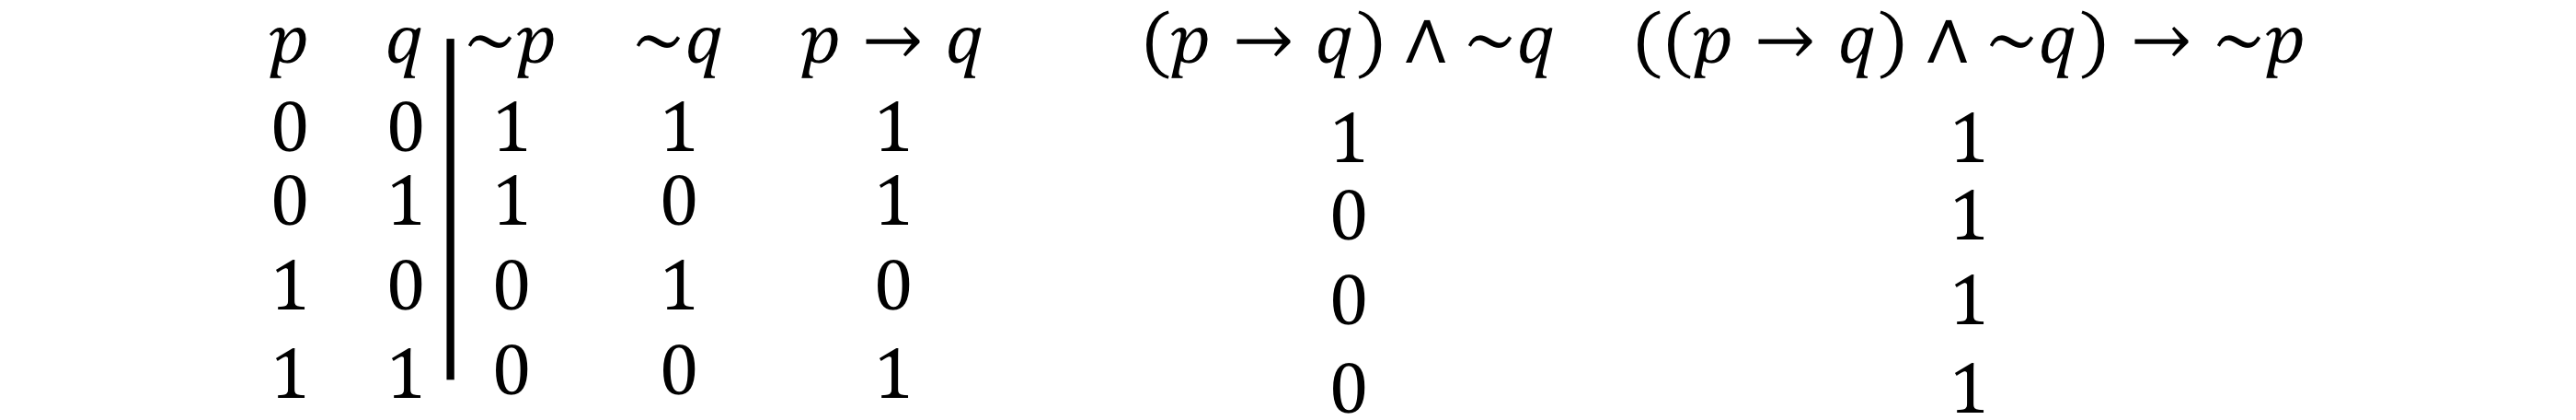 p q ~p ~q p → q (p → q) ∧ ~q ((p → q) ∧ ~q) → ~p
0 0 1 1 1 1 1
0 1 1 0 1 0 1
1 0 0 1 0 0 1
1 1 0 0 1 0 1